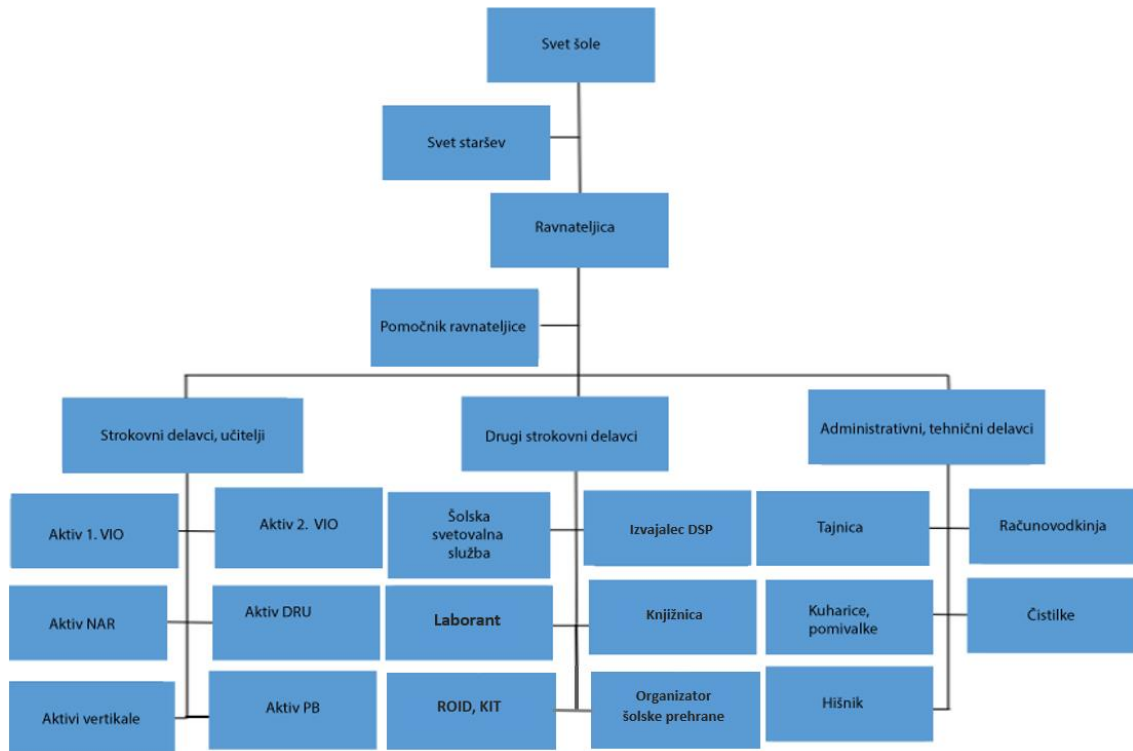 Svet šole
Svet staršev
Ravnateljica
Pomočnik ravnateljice
Strokovni delavci, učitelji
Drugi strokovni delavci
Administrativni, tehnični delavci
Aktiv 1. VIO
Aktiv 2. VIO
Šolska
svetovalna
služba
Izvajalec DSP
Tajnica
Računovodkinja
Aktiv NAR
Aktiv DRU
Laborant
Knjižnica
Kuharice,
pomivalke
Čistilke
Aktivi vertikale
Aktiv PB
ROID, KIT
Organizator
šolske prehrane
Hišnik